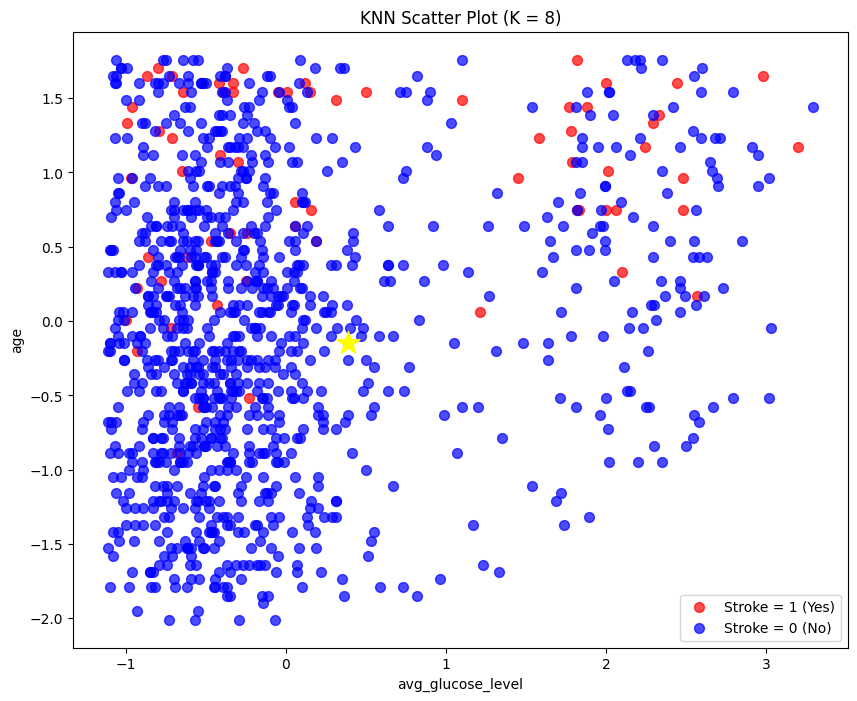 KNN Scatter Plot (K = 8)
age
1.5
1.0
0.5
0.0
−0.5
−1.0
−1.5
−2.0
−1
0
1
2
3
avg_glucose_level
Stroke = 1 (Yes)
Stroke = 0 (No)